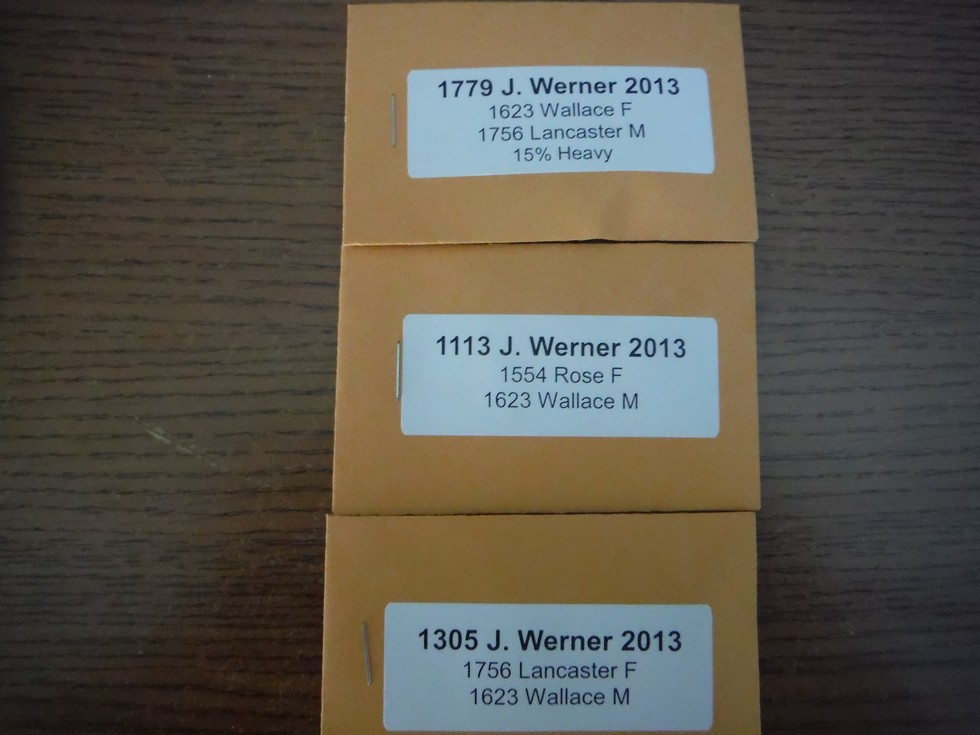 1779 J. Werner 2013
1623 Wallace F
1756 Lancaster M
15% Heavy
1113 J. Werner 2013
1554 Rose F
1623 Wallace M
1305 J. Werner 2013
1756 Lancaster F
1623 Wallace M